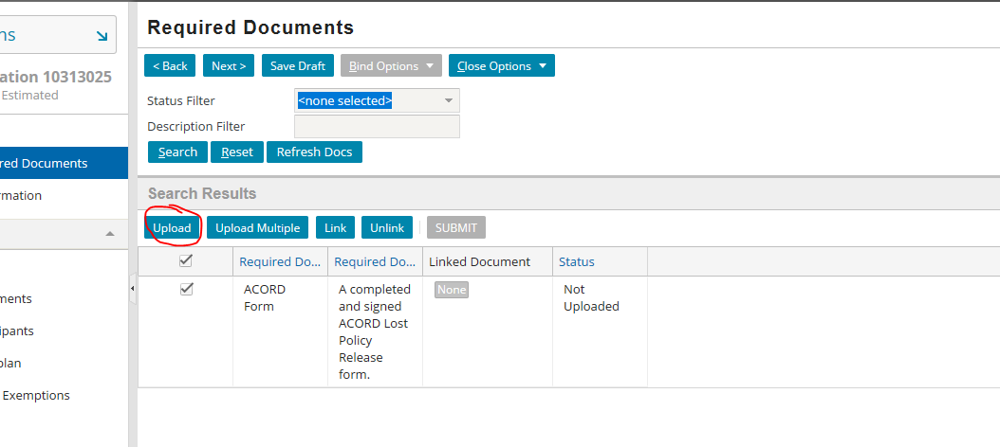 ns
ation 10313025
Estimated
red Documents
rmation
ments
ipants
plan
Exemptions
Required Documents
< Back Next > Save Draft Bind Options Close Options
Status Filter <none selected>
Description Filter
Search Reset Refresh Docs
Search Results
Upload Upload Multiple Link Unlink SUBMIT
Required Do... Required Do... Linked Document Status
ACORD
Form
A completed
and signed
ACORD Lost
Policy
Release
form.
None
Not
Uploaded